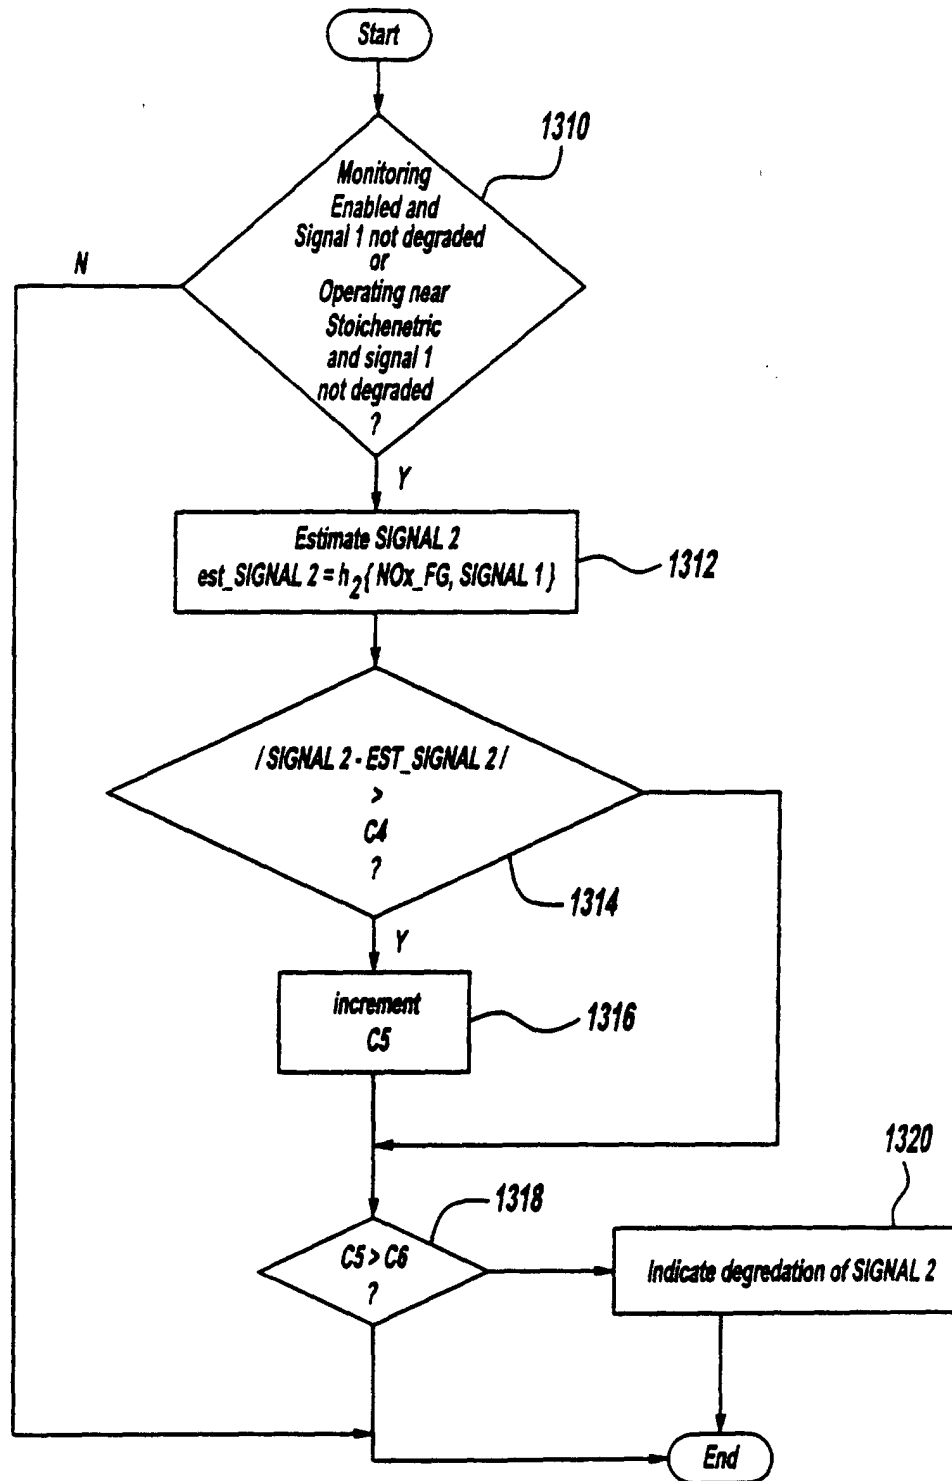 Start
1310
Monitoring
Enabled and
Signal 1 not degraded
or
Operating near
Stoichenetric
and signal 1
not degraded
?
N
Y
Estimate SIGNAL 2
est_SIGNAL 2 = h2{ NOx_FG, SIGNAL 1 }
1312
/ SIGNAL 2 - EST_SIGNAL 2 /
>
C4
?
1314
Y
increment
C5
1316
1320
1318
C5 > C6
?
Indicate degredation of SIGNAL 2
End